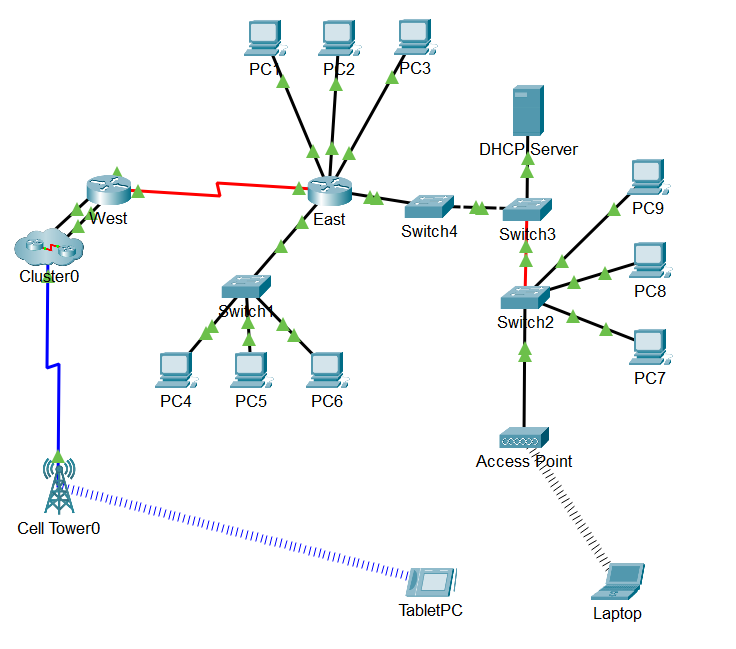 PC1
PC2
PC3
DHCP Server
PC9
West
East
Switch4
Switch3
Cluster0
PC8
Switch1
Switch2
PC7
PC4
PC5
PC6
Access Point
Cell Tower0
TabletPC
Laptop